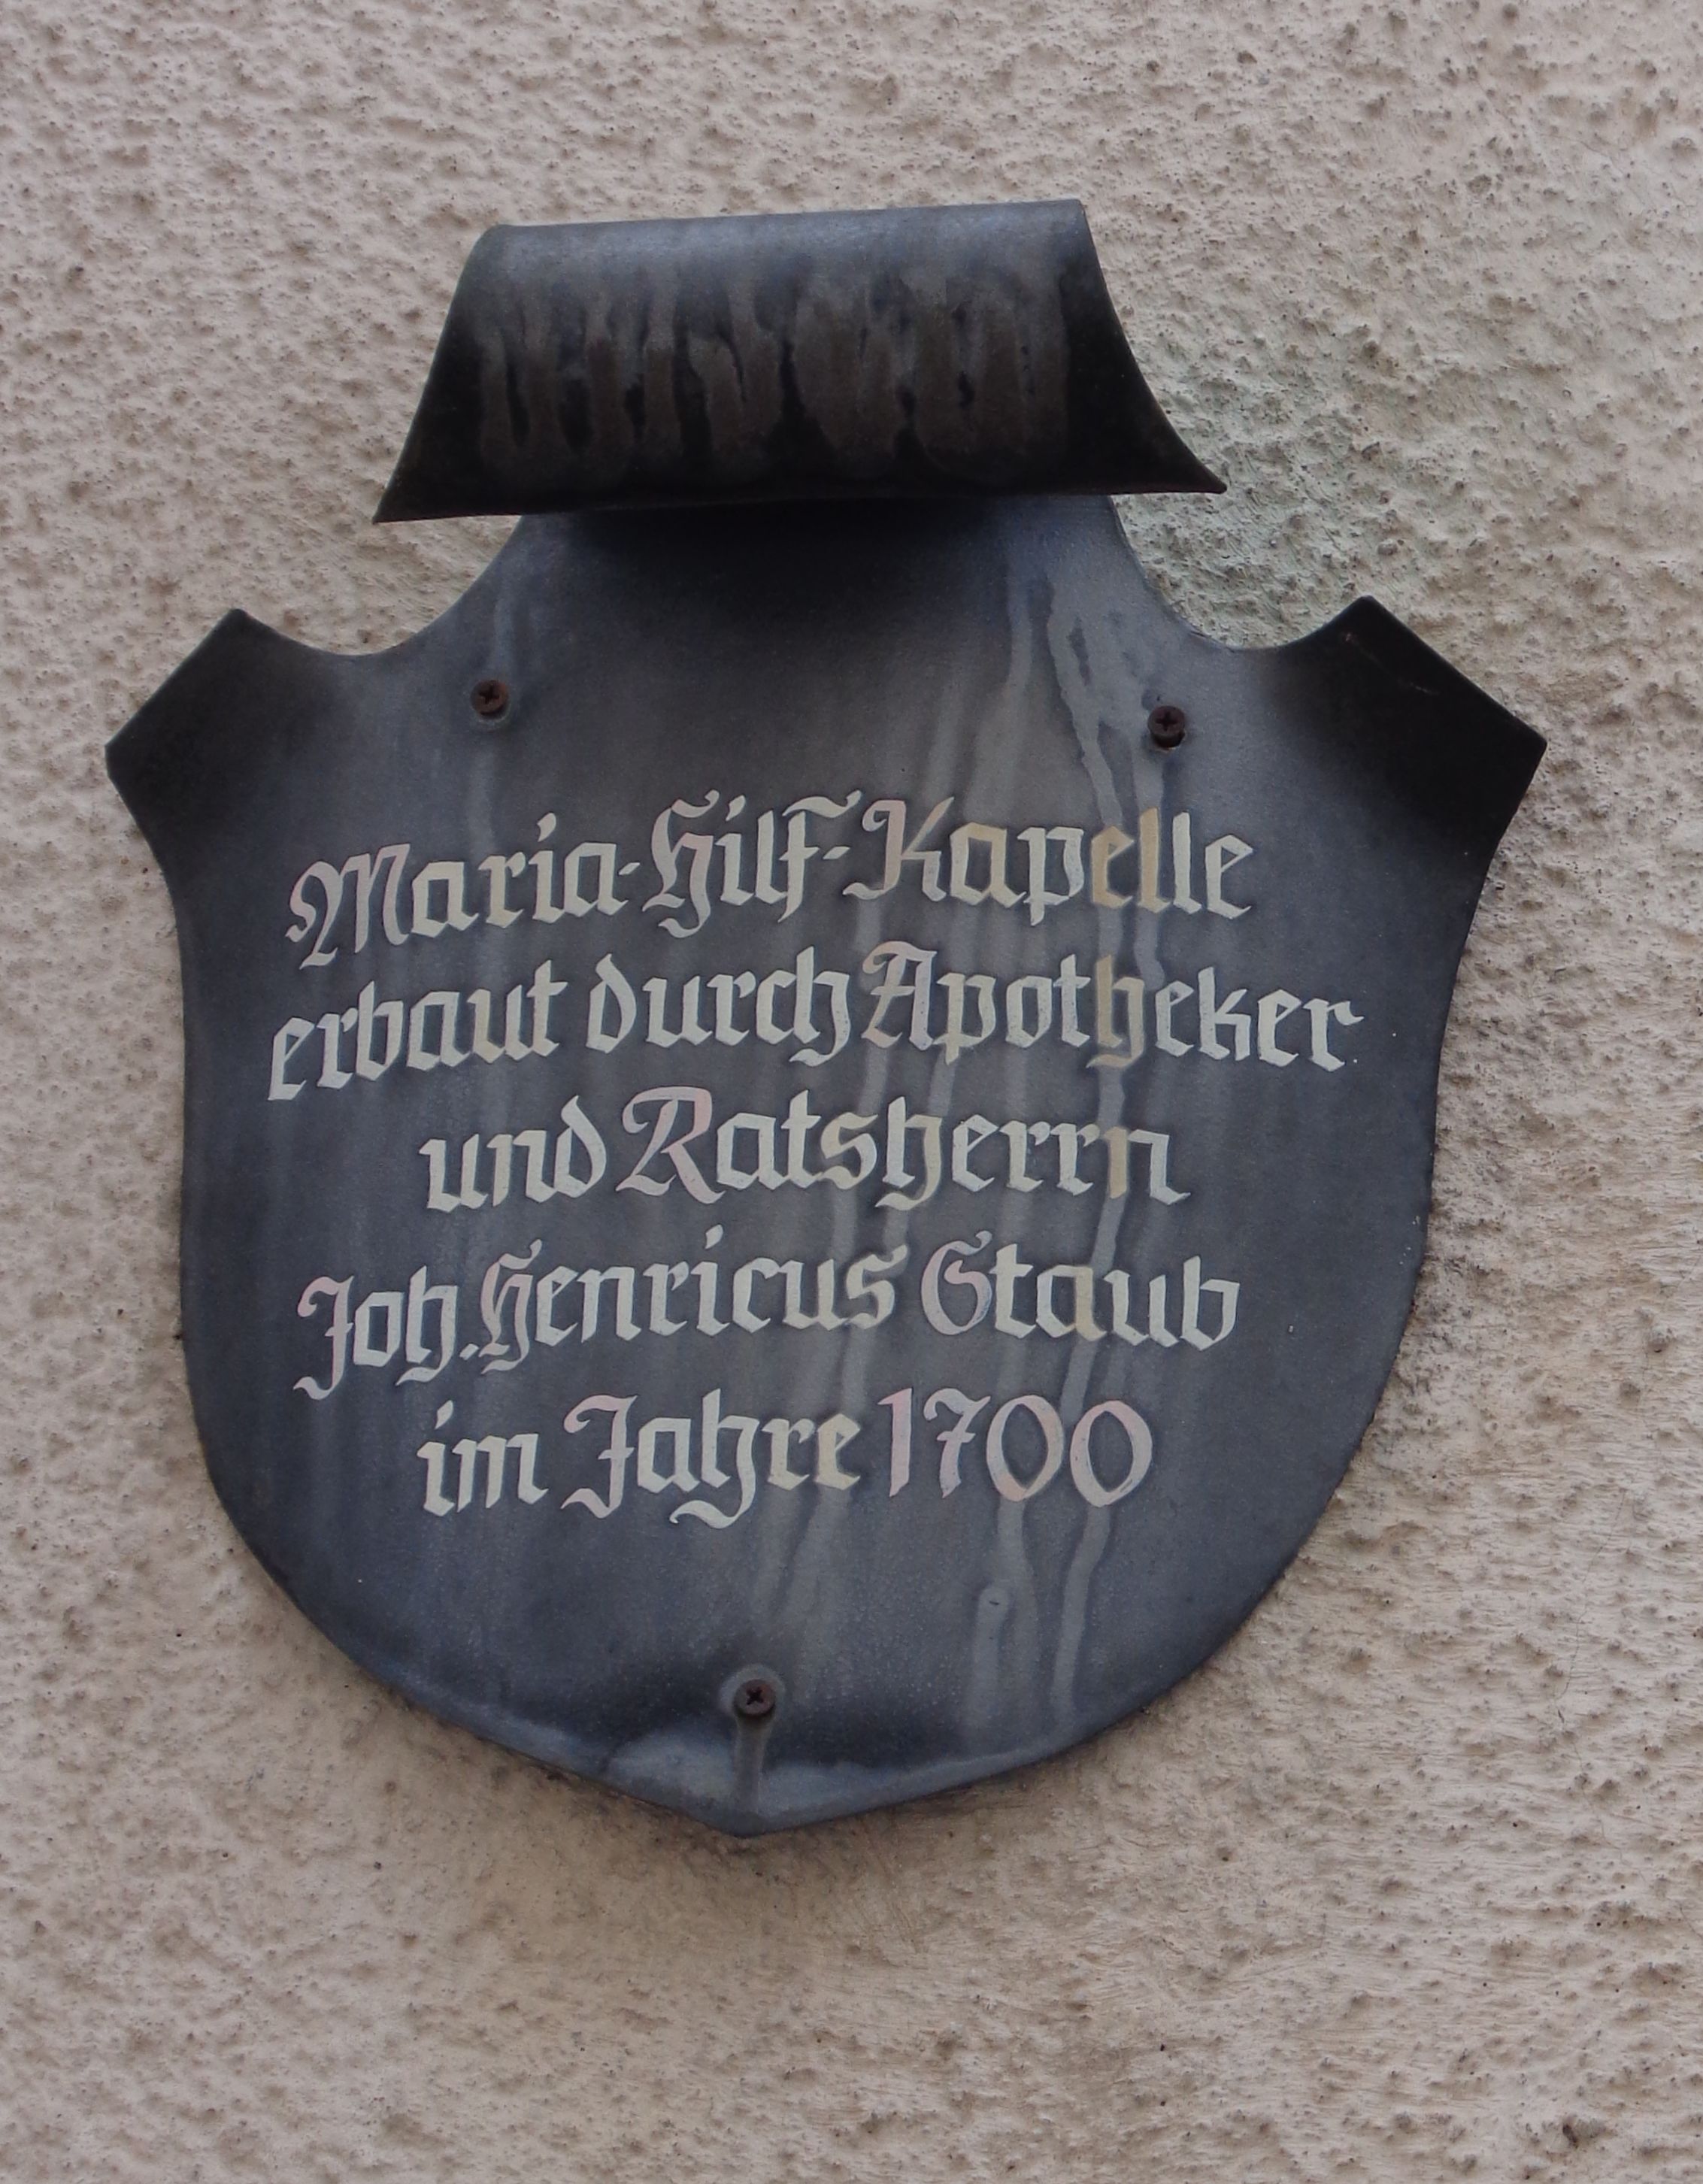 Maria-Hilf-Kapelle
erbaut durch Apotheker
und Ratsherrn
Joh. Henricus Staub
im Jahre 1700